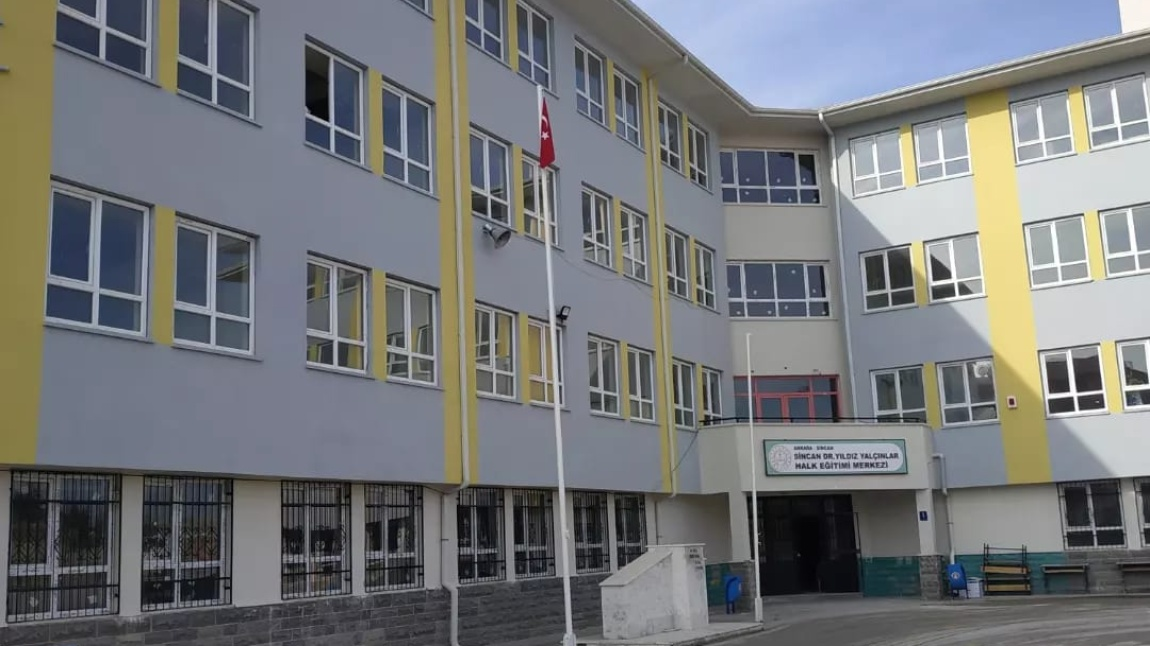 ANKARA - SİNCAN
SİNCAN DR.YILDIZ YALÇINLAR
HALK EĞİTİMİ MERKEZİ